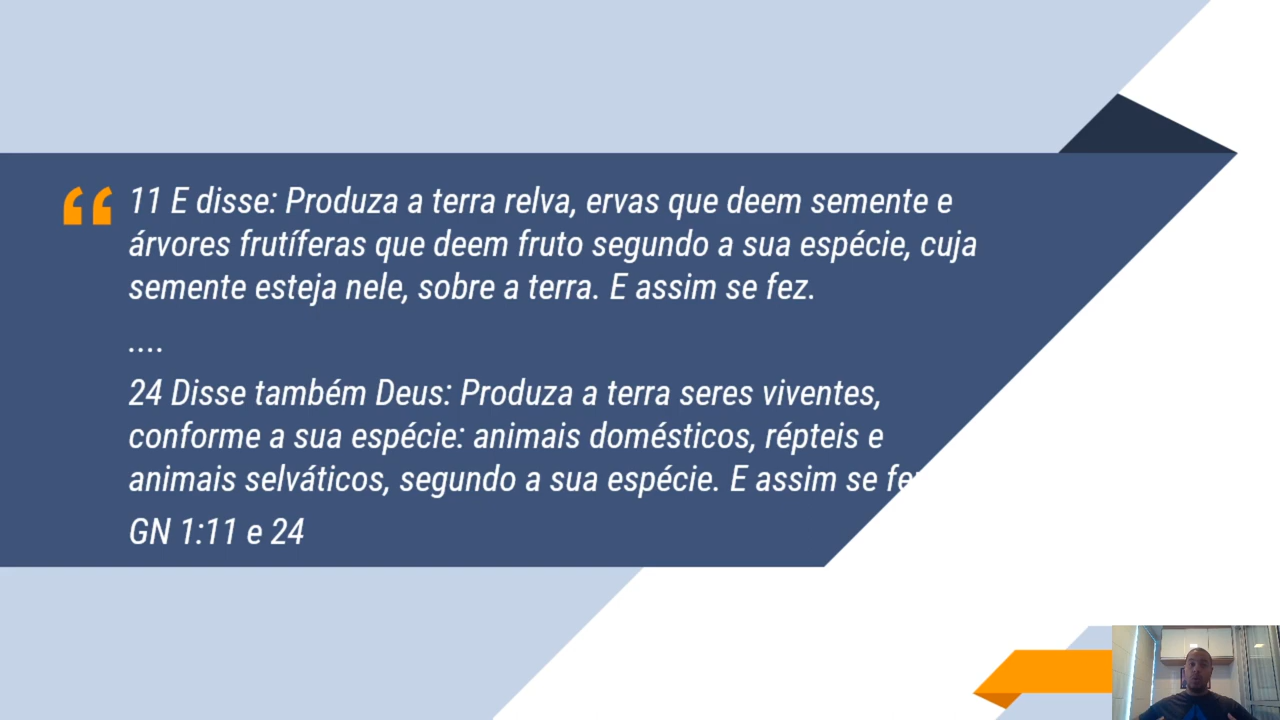 11 E disse: Produza a terra relva, ervas que deem semente e
árvores frutíferas que deem fruto segundo a sua espécie, cuja
semente esteja nele, sobre a terra. E assim se fez.
....
24 Disse também Deus: Produza a terra seres viventes,
conforme a sua espécie: animais domésticos, répteis e
animais selváticos, segundo a sua espécie. E assim se
GN 1:11 e 24